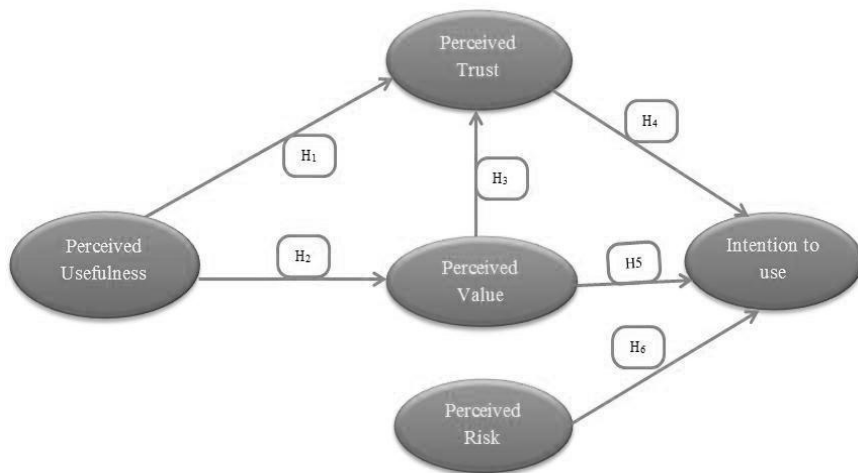 Perceived
Trust
H₁
H₄
H₃
Perceived
Usefulness
H₂
Perceived
Value
H5
Intention to
use
H₆
Perceived
Risk